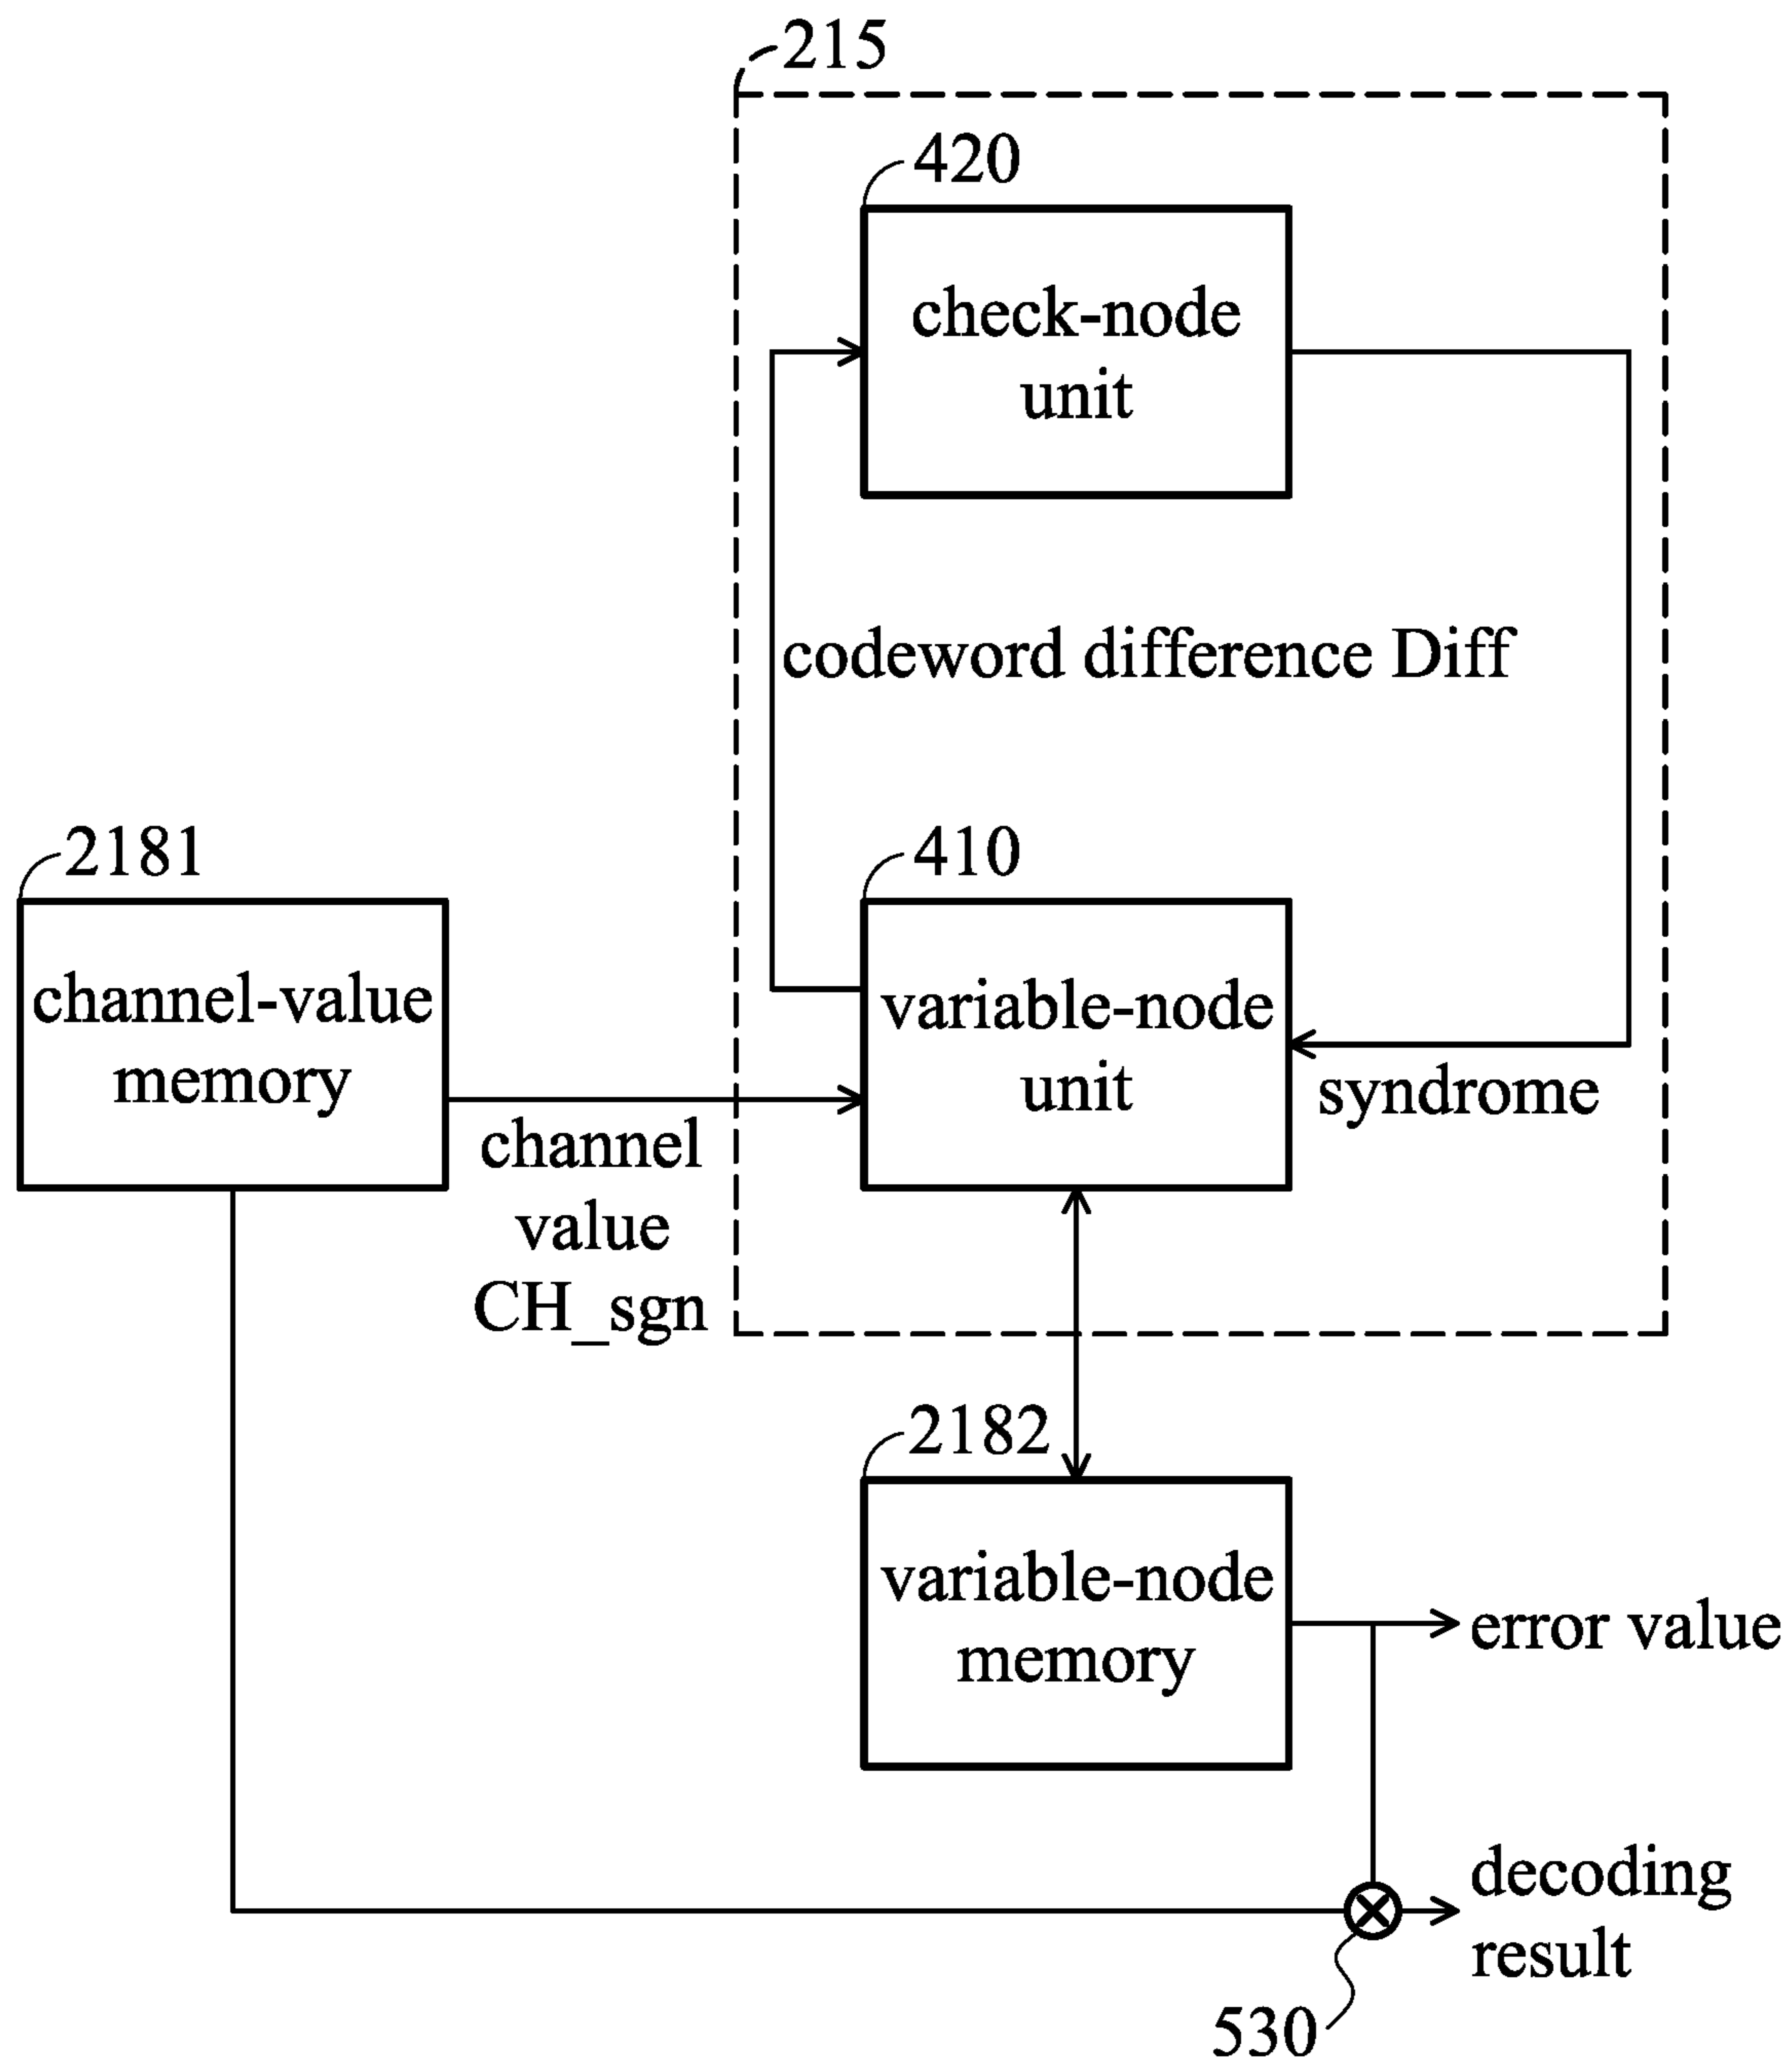 215
420
check-node
unit
codeword difference Diff
2181
channel-value
memory
410
variable-node
unit
syndrome
channel
value
CH_sgn
2182
variable-node
memory
error value
decoding
result
530